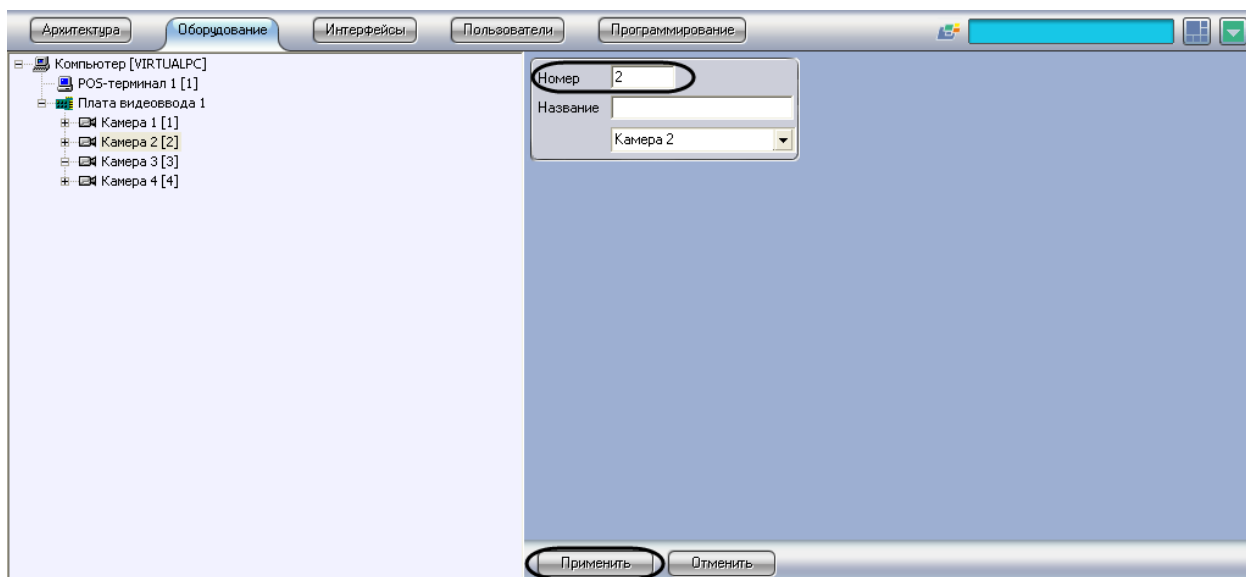 Архитектура Оборудование Интерфейсы Пользователи Программирование
Компьютер [VIRTUALPC]
POS-терминал 1 [1]
Плата видеоввода 1
Камера 1 [1]
Камера 2 [2]
Камера 3 [3]
Камера 4 [4]
Номер 2
Название
Камера 2
Применить Отменить